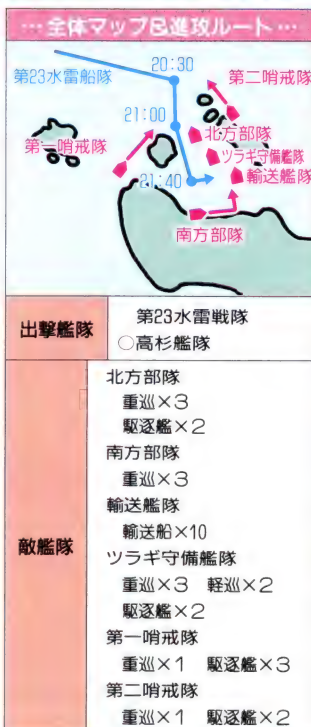 …全体マップ&進攻ルート…
20:30
第23水雷船隊
第二哨戒隊
21:00
北方部隊
第一哨戒隊
ツラギ守備艦隊
輸送艦隊
21:40
南方部隊
出撃艦隊
第23水雷戦隊
○高杉艦隊
敵艦隊
北方部隊
重巡×3
駆逐艦×2
南方部隊
重巡×3
輸送艦隊
輸送船×10
ツラギ守備艦隊
重巡×3 軽巡×2
駆逐艦×2
第一哨戒隊
重巡×1 駆逐艦×3
第二哨戒隊
重巡×1 駆逐艦×2